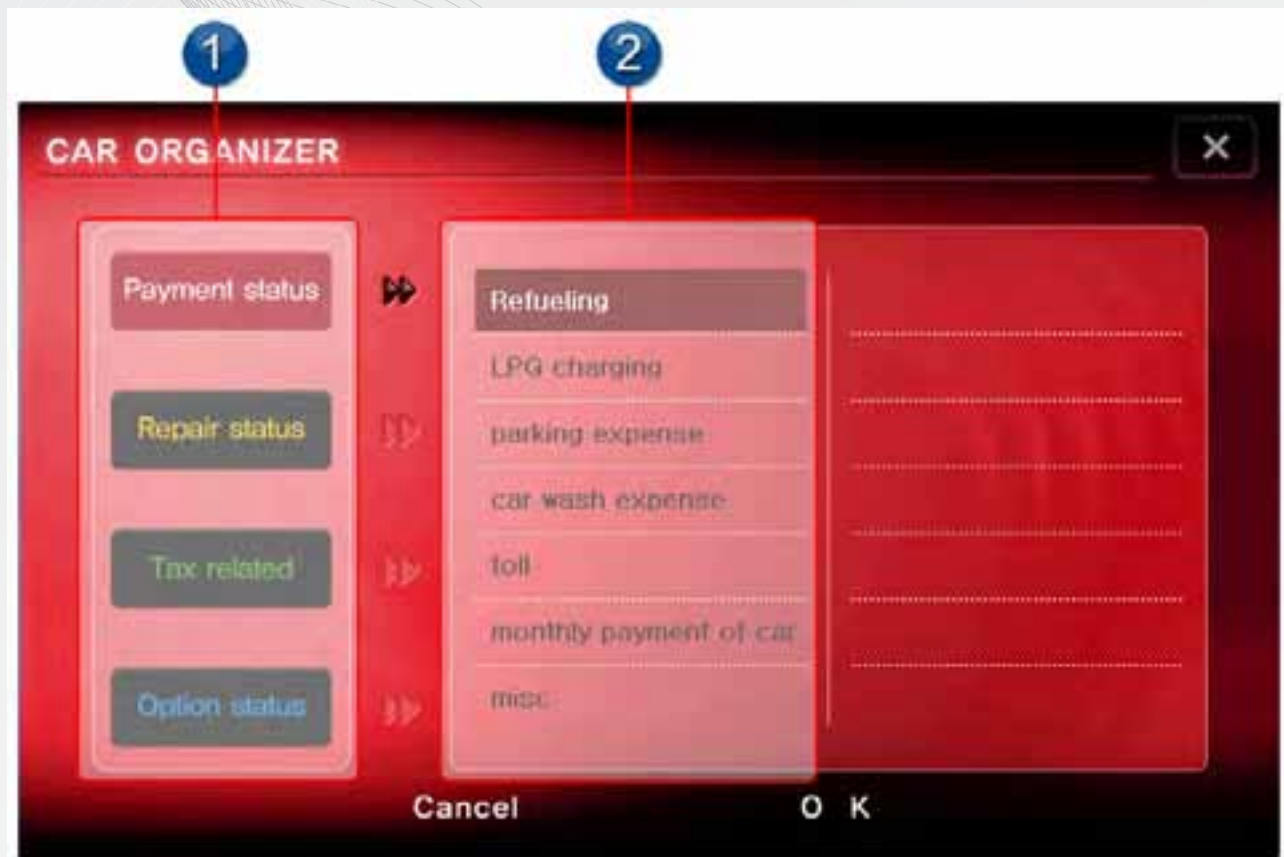 1
2
CAR ORGANIZER
×
Payment status
Repair status
Tax related
Option status
Refueling
LPG charging
parking expense
car wash expense
toll
monthly payment of car
misc
Cancel
O K